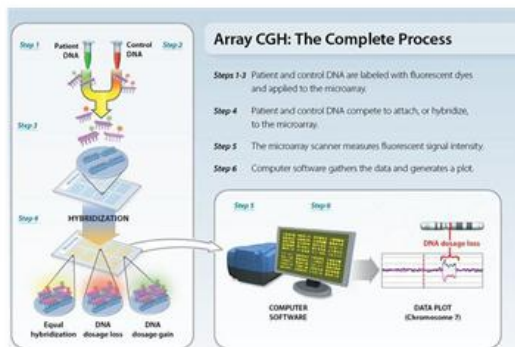 Step 1
Patient
DNA
Control
DNA
Step 2
Step 3
HYBRIDIZATION
Step 4
Equal
hybridization
DNA
dosage loss
DNA
dosage gain
Array CGH: The Complete Process
Steps 1-3 Patient and control DNA are labeled with fluorescent dyes
and applied to the microarray.
Step 4 Patient and control DNA compete to attach, or hybridize,
to the microarray.
Step 5 The microarray scanner measures fluorescent signal intensity.
Step 6 Computer software gathers the data and generates a plot.
Step 5
Step 6
DNA dosage loss
COMPUTER
SOFTWARE
DATA PLOT
(Chromosome 7)